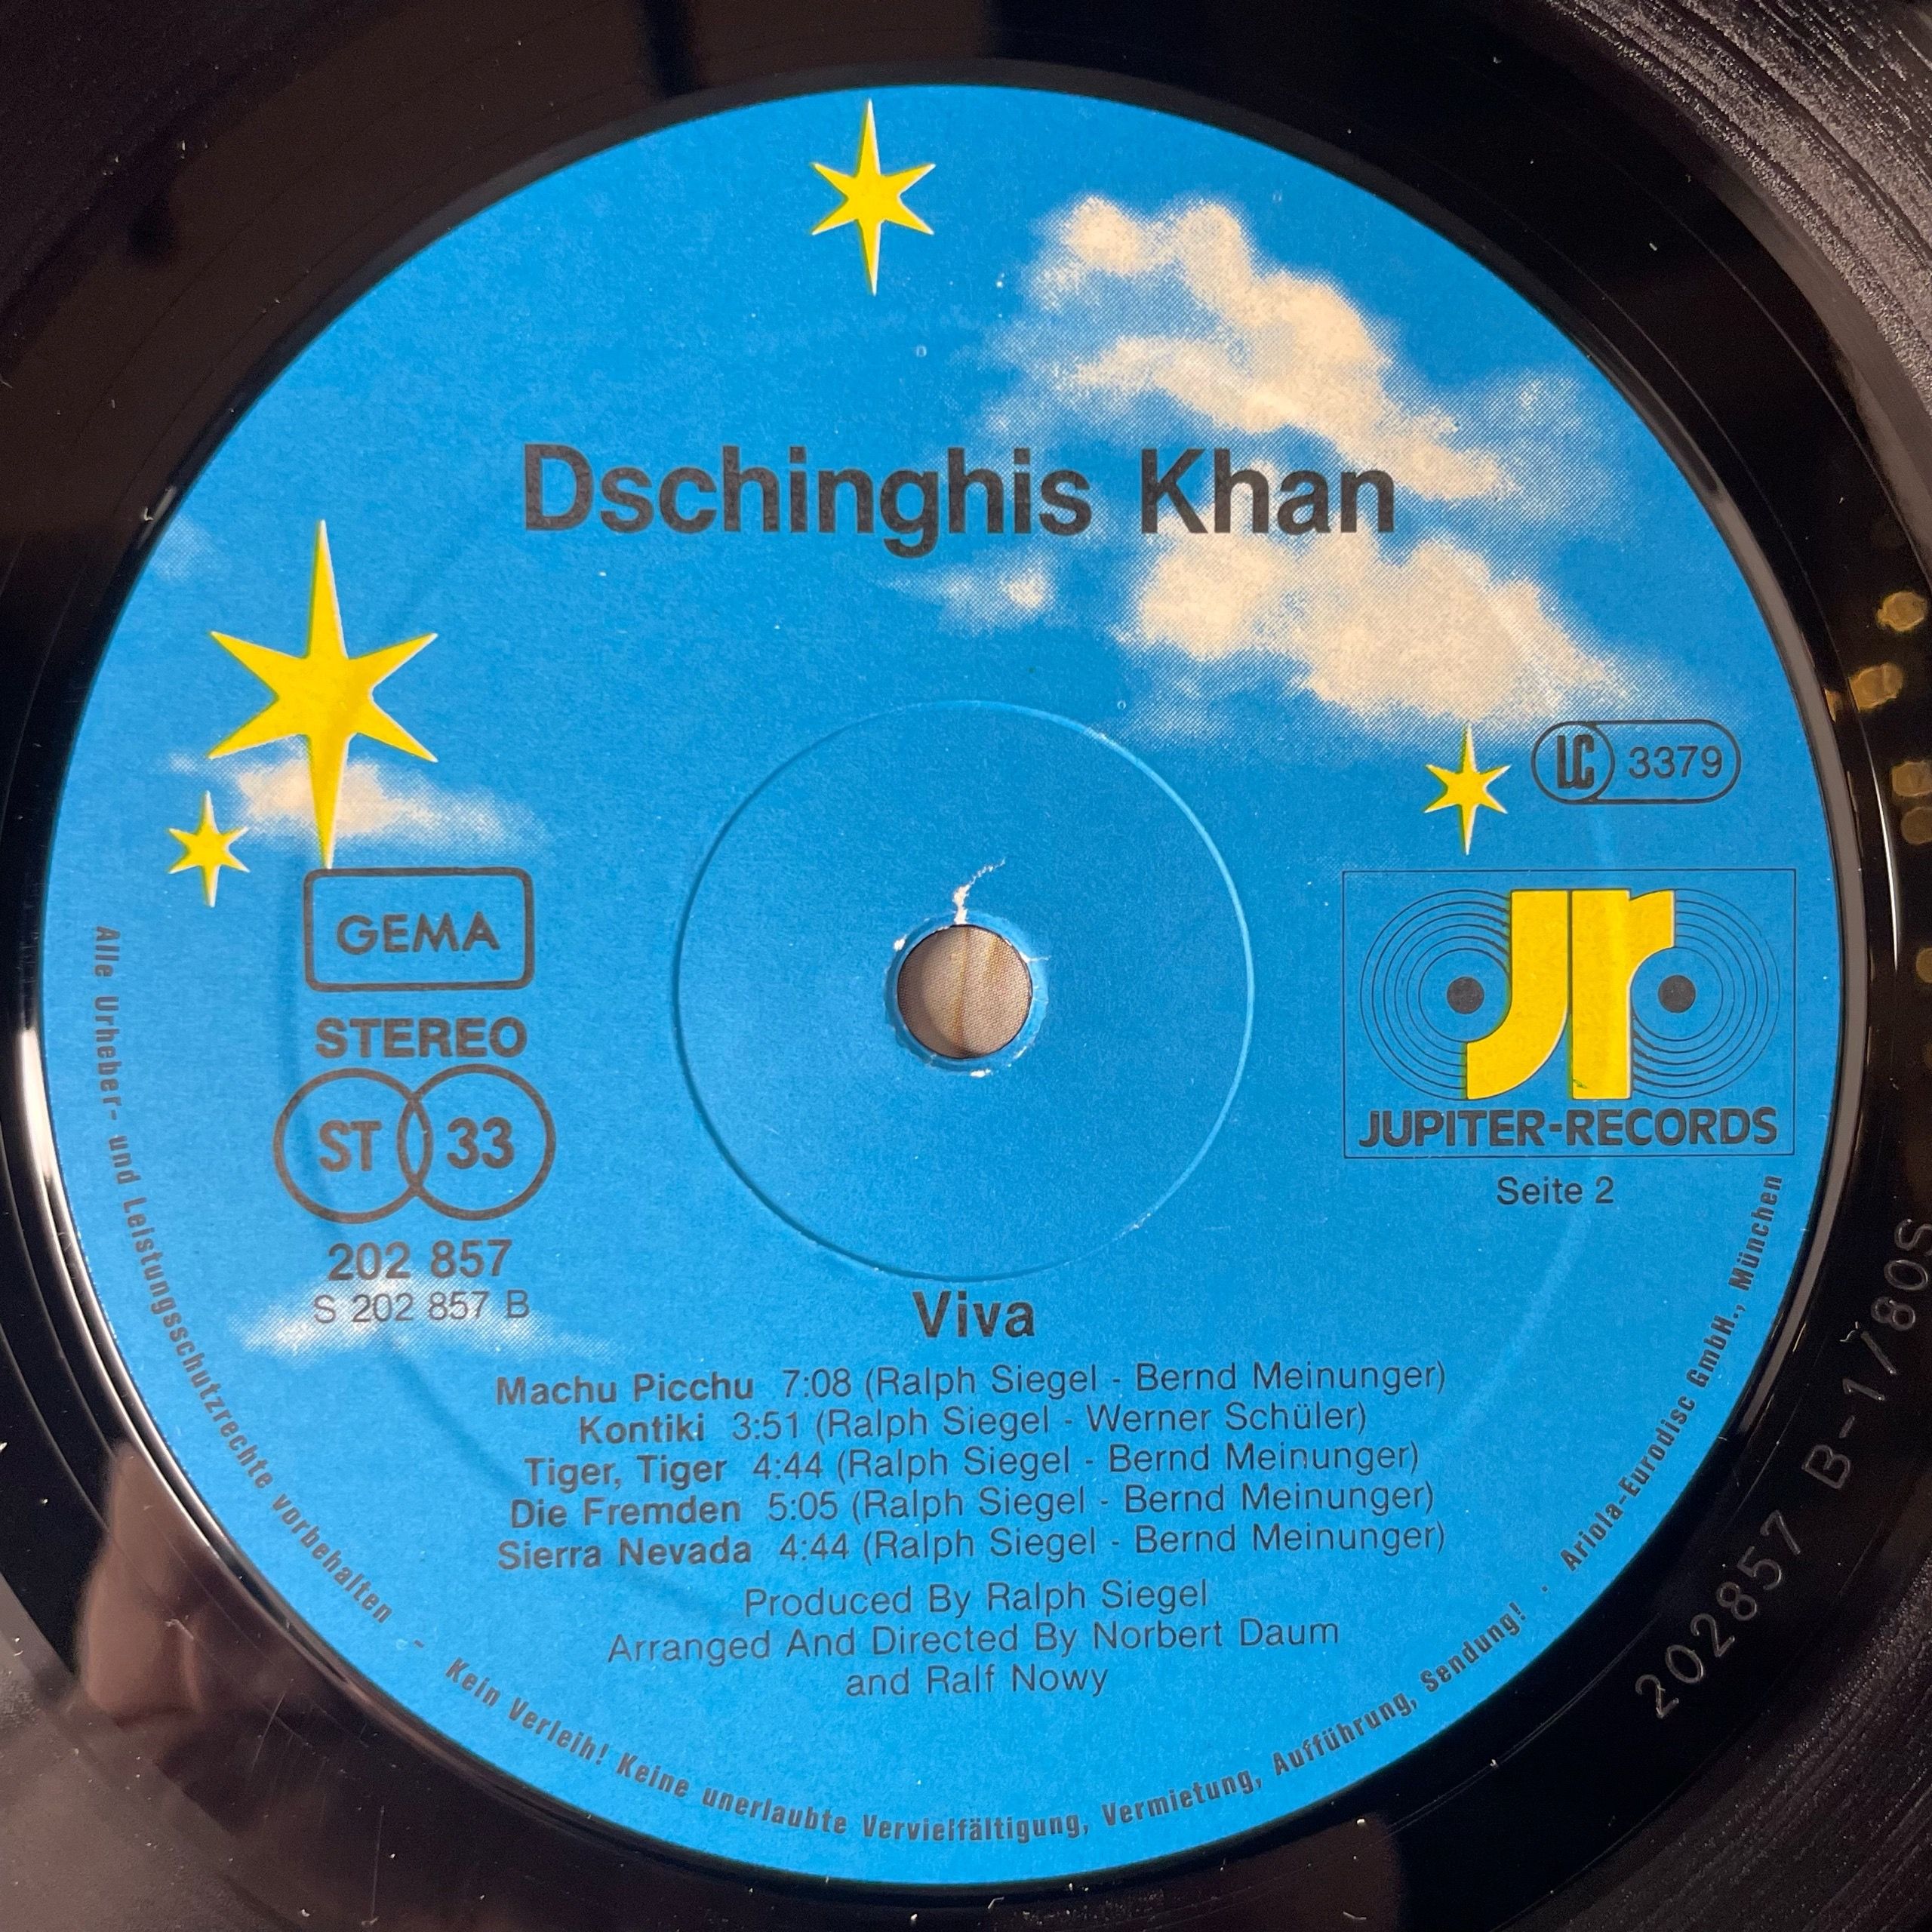 Dschinghis Khan
LC 3379
GEMA
STEREO
ST 33
202 857
S 202 857 B
jr
JUPITER-RECORDS
Seite 2
Viva
Machu Picchu 7:08 (Ralph Siegel - Bernd Meinunger)
Kontiki 3:51 (Ralph Siegel - Werner Schüler)
Tiger, Tiger 4:44 (Ralph Siegel - Bernd Meinunger)
Die Fremden 5:05 (Ralph Siegel - Bernd Meinunger)
Sierra Nevada 4:44 (Ralph Siegel - Bernd Meinunger)
Produced By Ralph Siegel
Arranged And Directed By Norbert Daum
and Ralf Nowy
Alle Urheber- und Leistungsschutzrechte vorbehalten - Kein Verleih! Keine unerlaubte Vervielfältigung, Vermietung, Aufführung, Sendung! · Ariola-Eurodisc GmbH., München
202857 B-1/80S